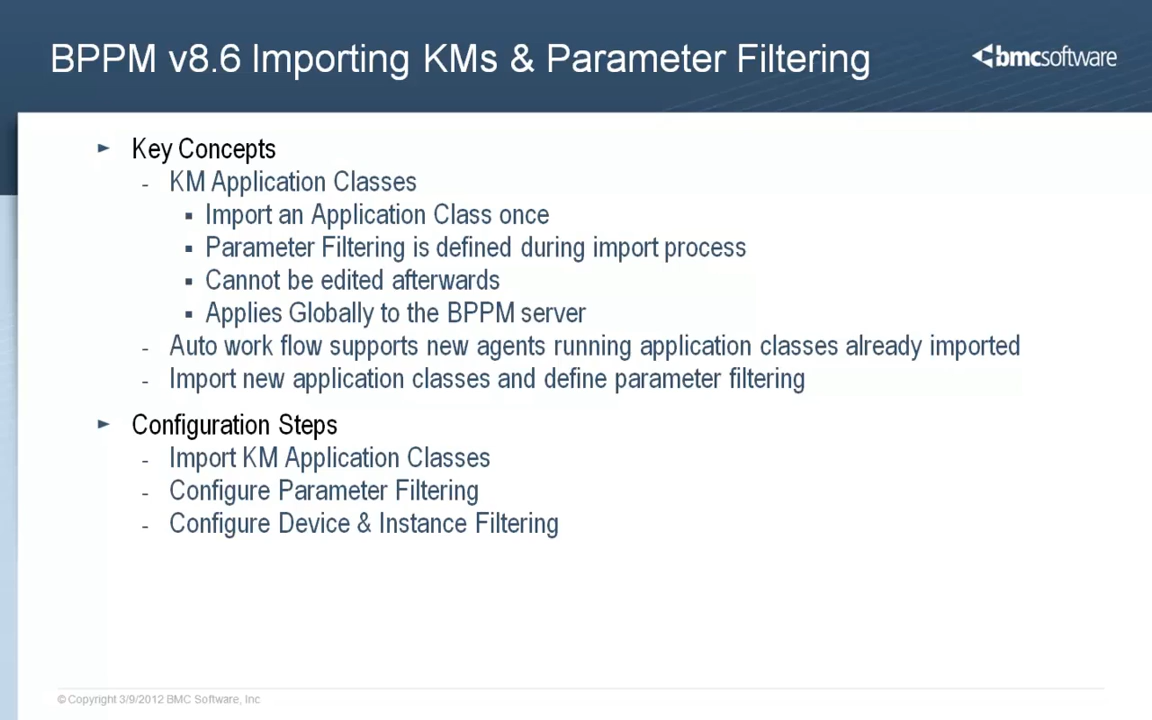 BPPM v8.6 Importing KMs & Parameter Filtering
bmcsoftware
Key Concepts
- KM Application Classes
▪ Import an Application Class once
▪ Parameter Filtering is defined during import process
▪ Cannot be edited afterwards
▪ Applies Globally to the BPPM server
- Auto work flow supports new agents running application classes already imported
- Import new application classes and define parameter filtering
Configuration Steps
- Import KM Application Classes
- Configure Parameter Filtering
- Configure Device & Instance Filtering
© Copyright 3/9/2012 BMC Software, Inc